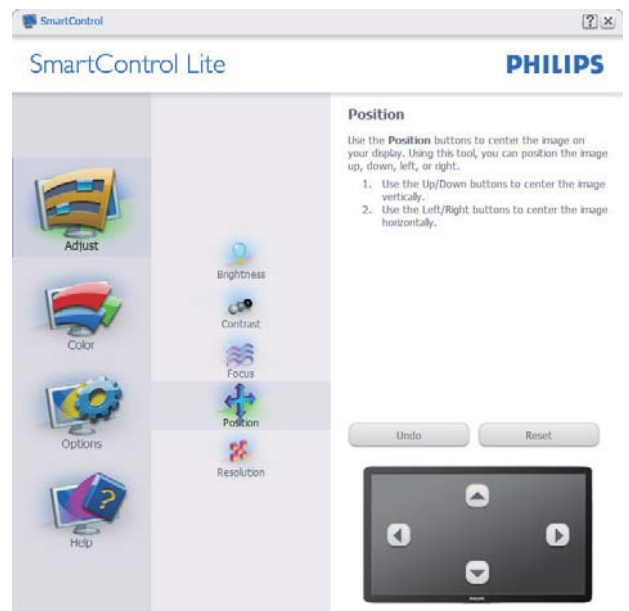 SmartControl
SmartControl Lite
PHILIPS
Adjust
Color
Options
Help
Brightness
Contrast
Focus
Position
Resolution
Position
Use the Position buttons to center the image on
your display. Using this tool, you can position the image
up, down, left, or right.
1. Use the Up/Down buttons to center the image
vertically.
2. Use the Left/Right buttons to center the image
horizontally.
Undo
Reset
PHILIPS